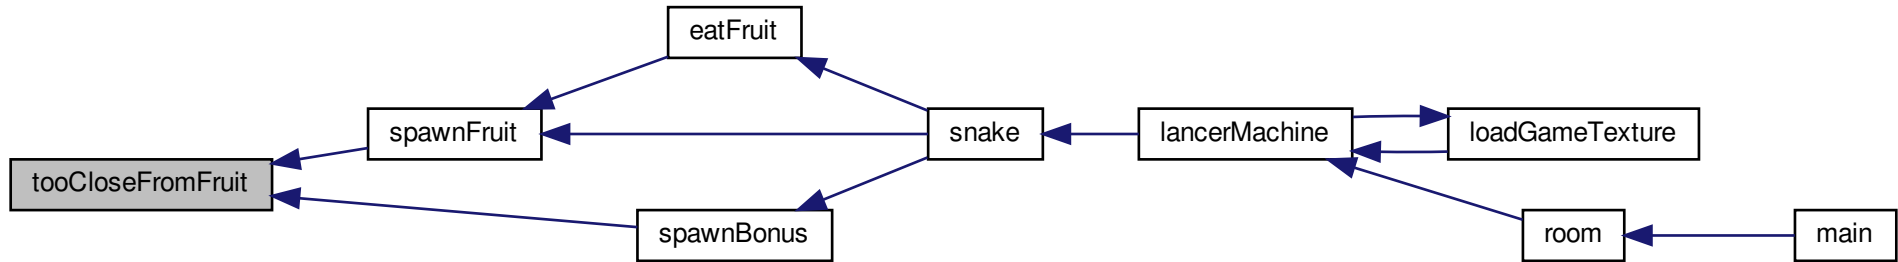 eatFruit
spawnFruit
snake
lancerMachine
loadGameTexture
tooCloseFromFruit
spawnBonus
room
main